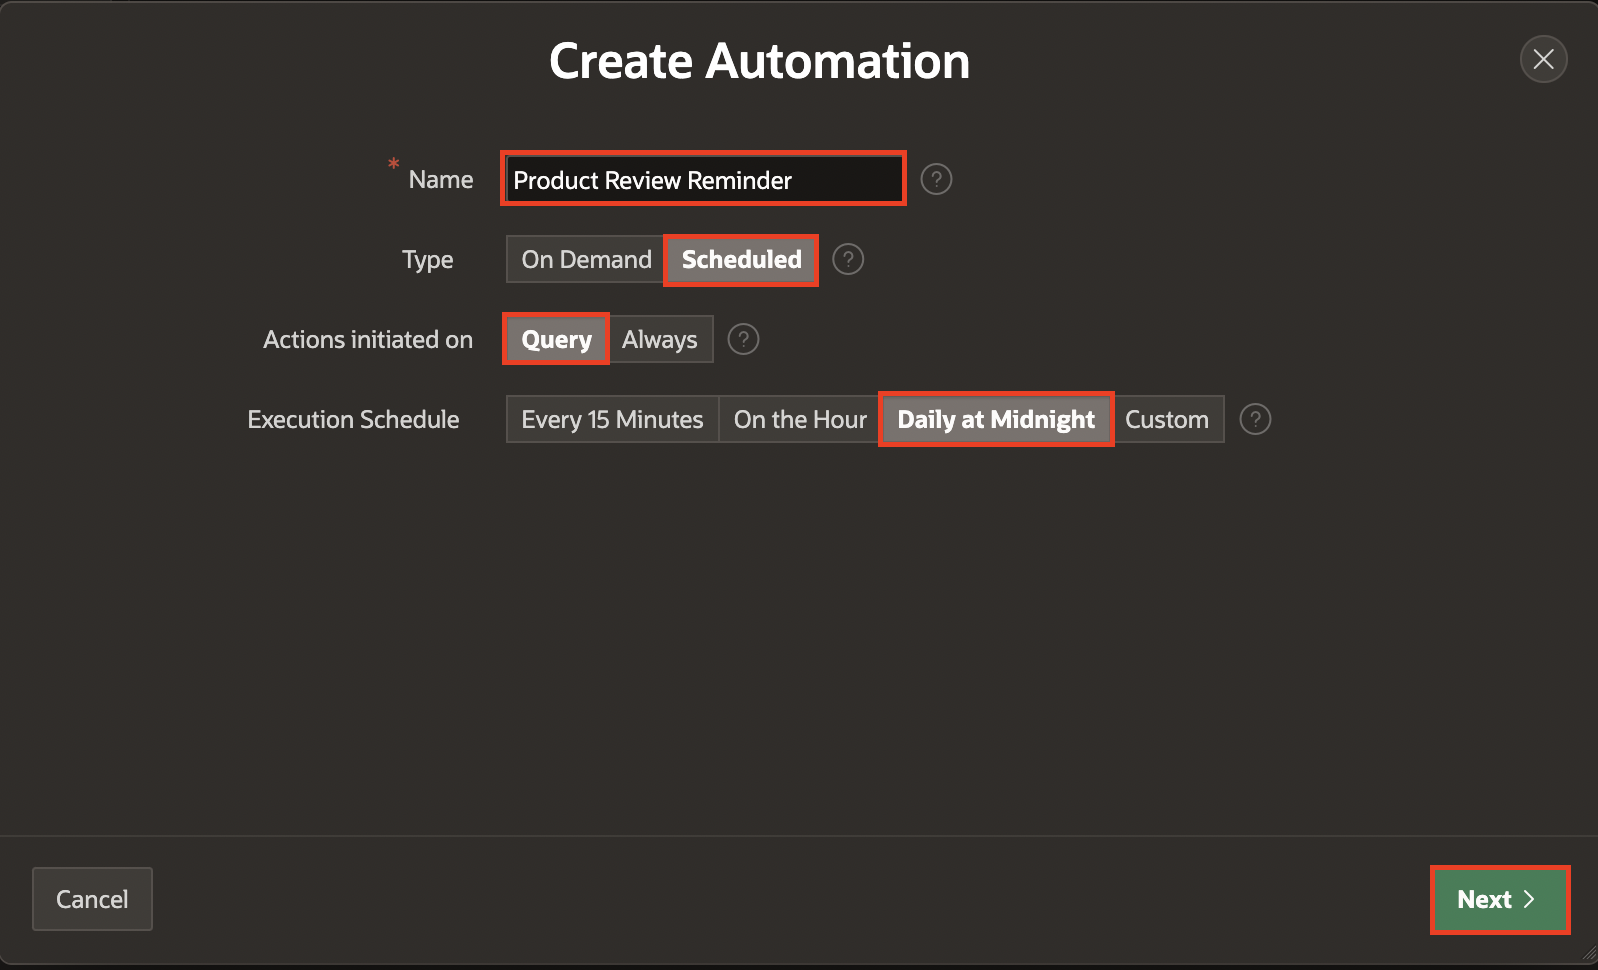 Create Automation
* Name Product Review Reminder ?
Type On Demand Scheduled ?
Actions initiated on Query Always ?
Execution Schedule Every 15 Minutes On the Hour Daily at Midnight Custom ?
Cancel Next